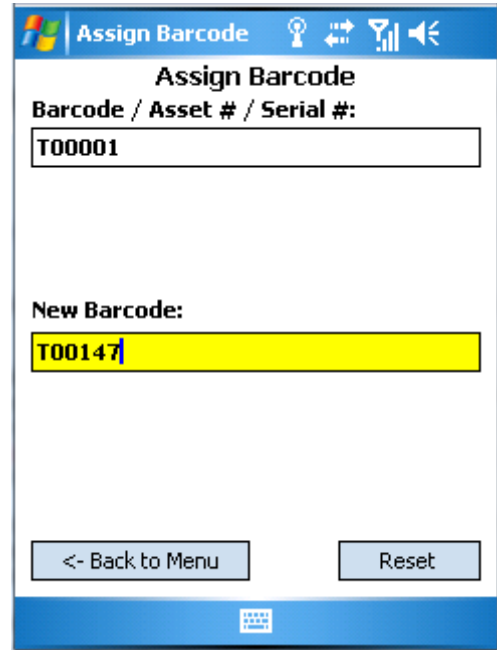 Assign Barcode
Assign Barcode
Barcode / Asset # / Serial #:
T00001
New Barcode:
T00147
<- Back to Menu
Reset